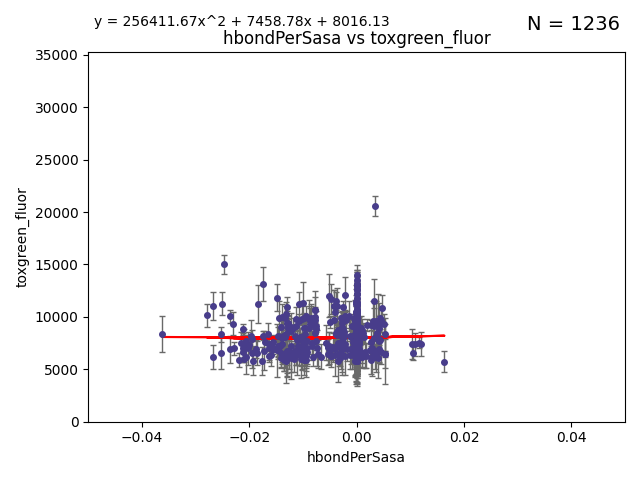 y = 256411.67x^2 + 7458.78x + 8016.13
N = 1236
hbondPerSasa vs toxgreen_fluor
35000
30000
25000
20000
15000
10000
5000
0
toxgreen_fluor
−0.04
−0.02
0.00
0.02
0.04
hbondPerSasa